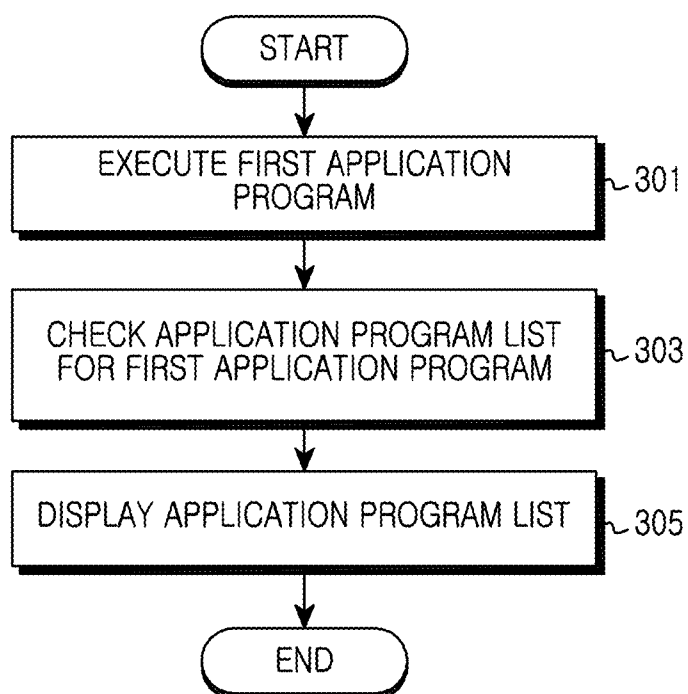 START
EXECUTE FIRST APPLICATION
PROGRAM
301
CHECK APPLICATION PROGRAM LIST
FOR FIRST APPLICATION PROGRAM
303
DISPLAY APPLICATION PROGRAM LIST
305
END